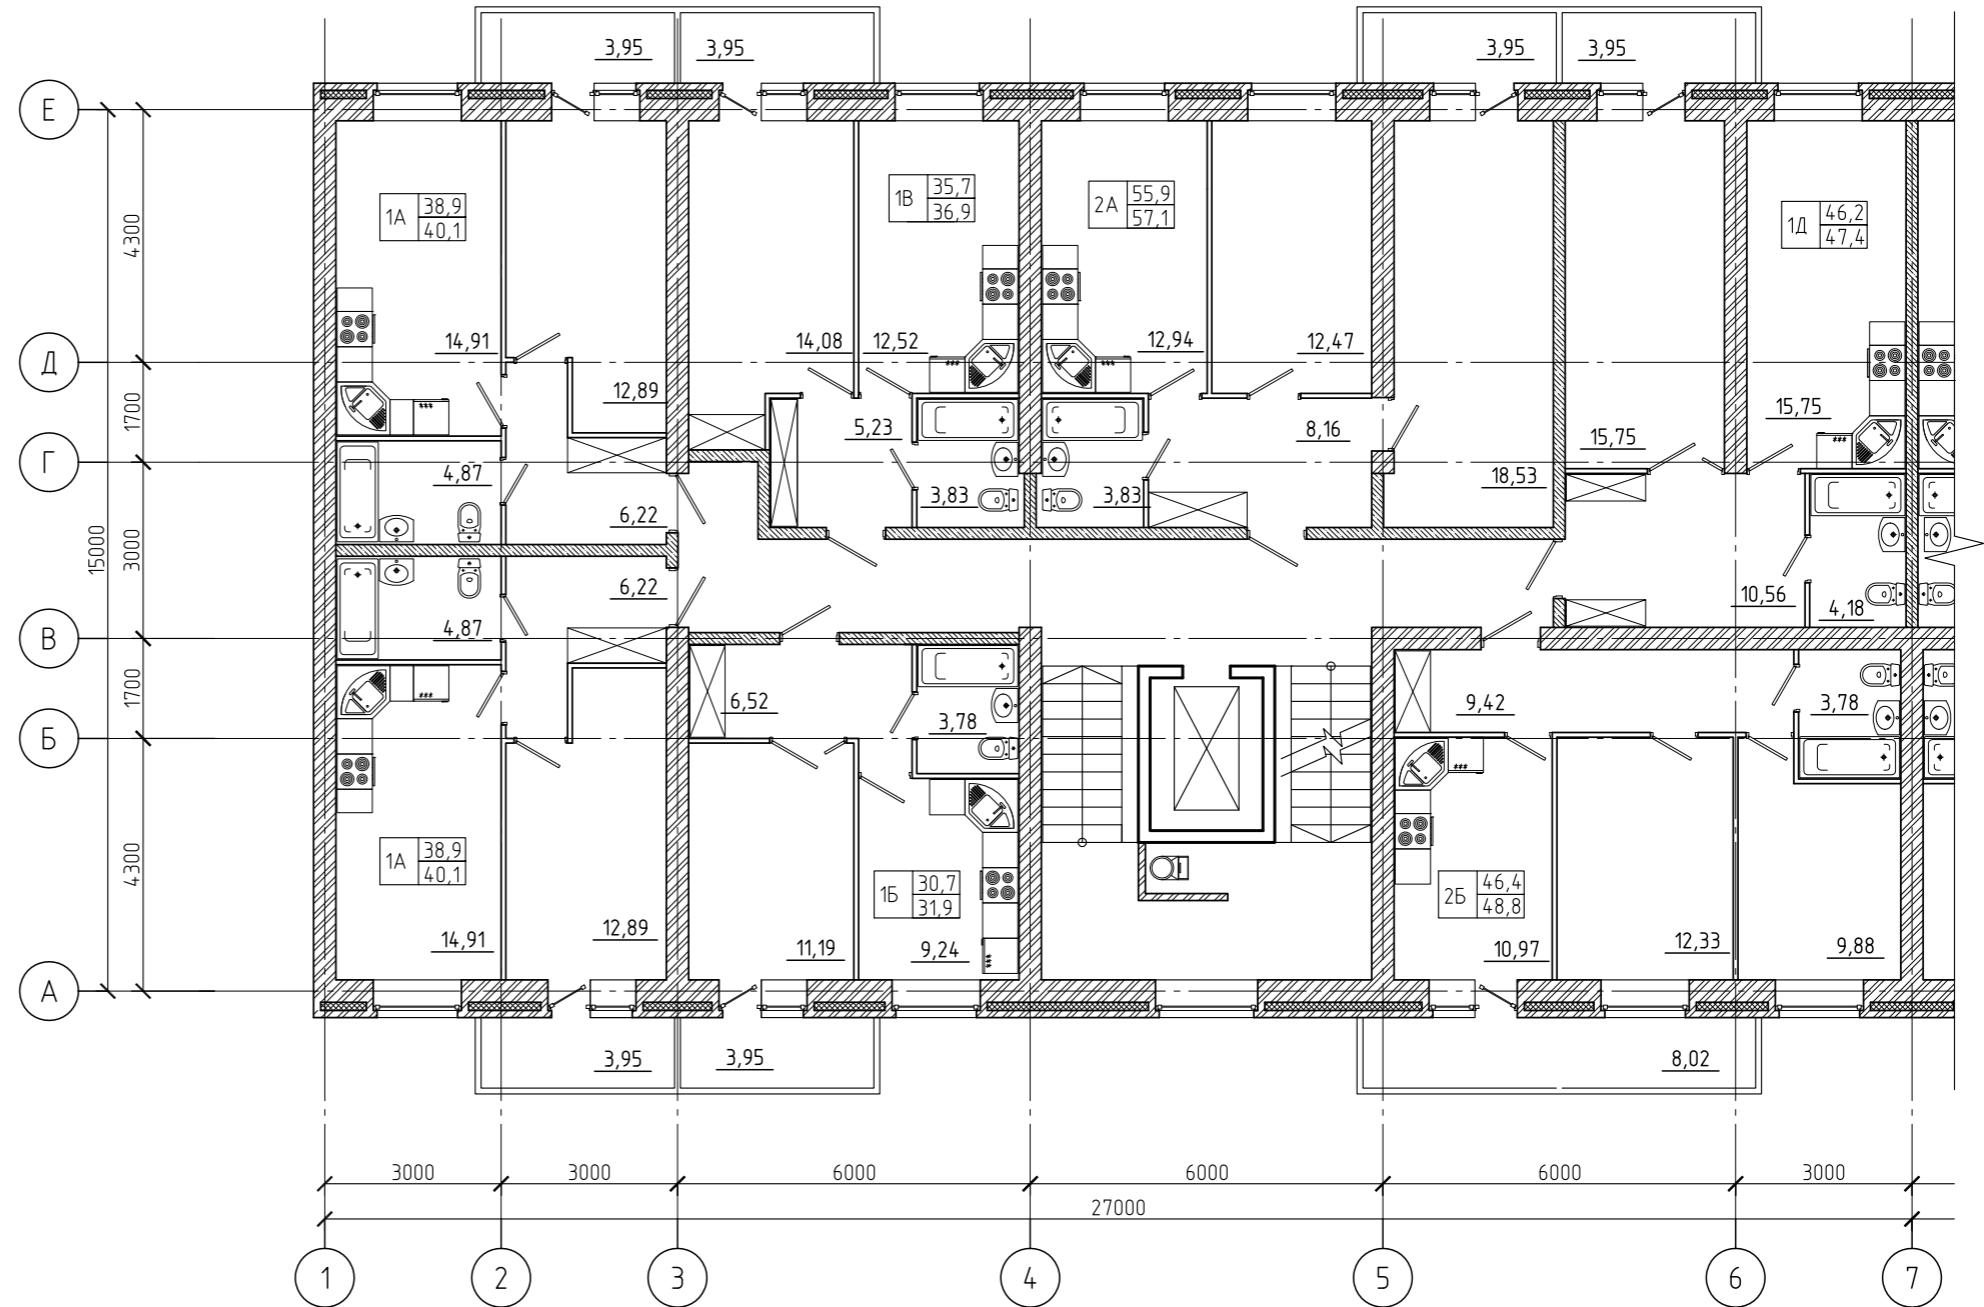 3,95 3,95 3,95 3,95
Е
1А 38,9 40,1
1В 35,7 36,9
2А 55,9 57,1
1Д 46,2 47,4
4300
14,91 14,08 12,52 12,94 12,47
Д
12,89 15,75
1700
5,23 8,16 15,75
Г
4,87 18,53
3,83 3,83
6,22
15000
3000
6,22 10,56 4,18
4,87
В
1700
6,52 3,78 9,42 3,78
Б
4300
1А 38,9 40,1
1Б 30,7 31,9
2Б 46,4 48,8
14,91 12,89 11,19 9,24 10,97 12,33 9,88
А
3,95 3,95 8,02
3000 3000 6000 6000 6000 3000
27000
1 2 3 4 5 6 7